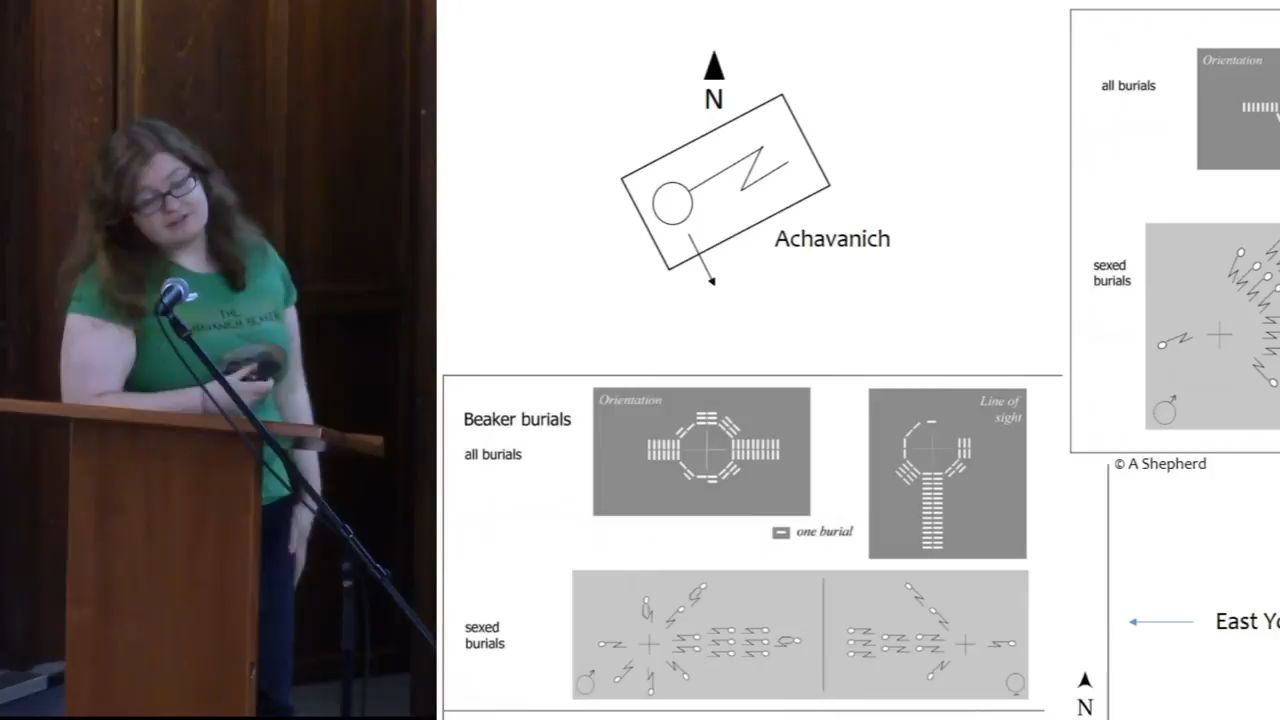 THE
N
Achavanich
Beaker burials
all burials
Orientation
Line of
sight
one burial
sexed
burials
N
all burials
Orientation
sexed
burials
© A Shepherd
East Yo